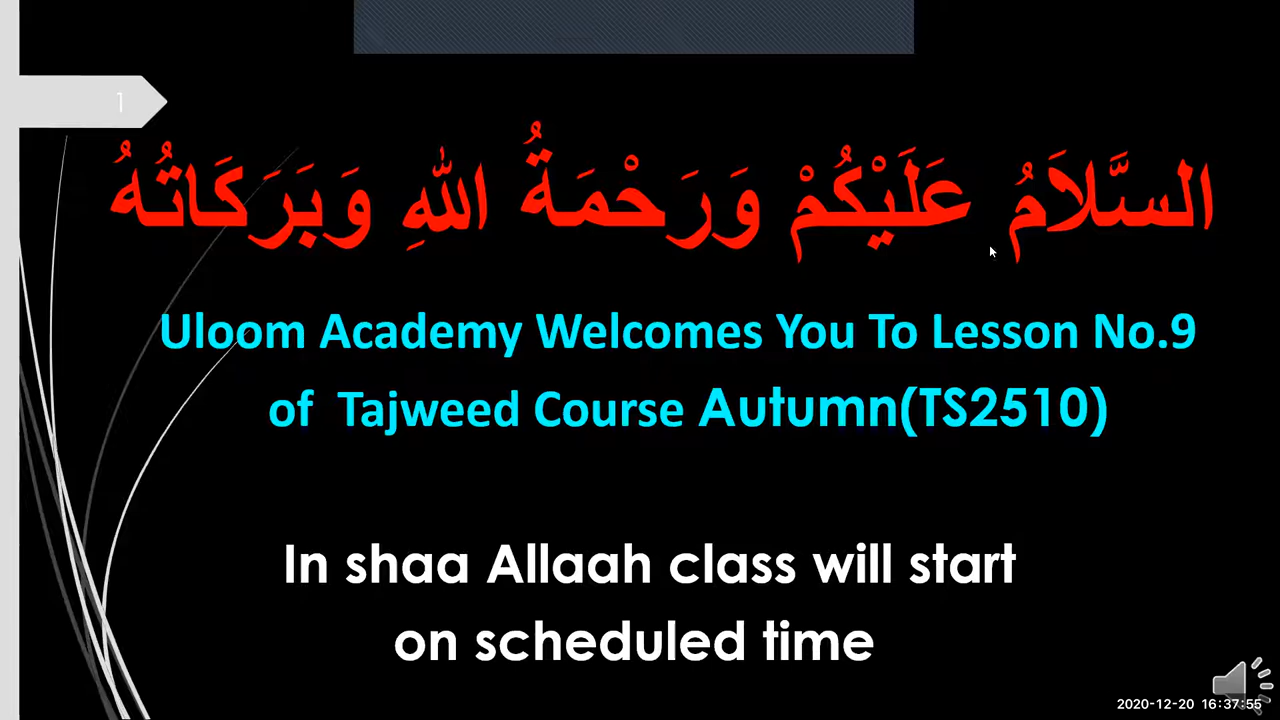 1
السَّلاَمُ عَلَيْكُمْ وَرَحْمَةُ اللهِ وَبَرَكَاتُهُ
Uloom Academy Welcomes You To Lesson No.9
of Tajweed Course Autumn(TS2510)
In shaa Allaah class will start
on scheduled time
2020-12-20 16:37:55